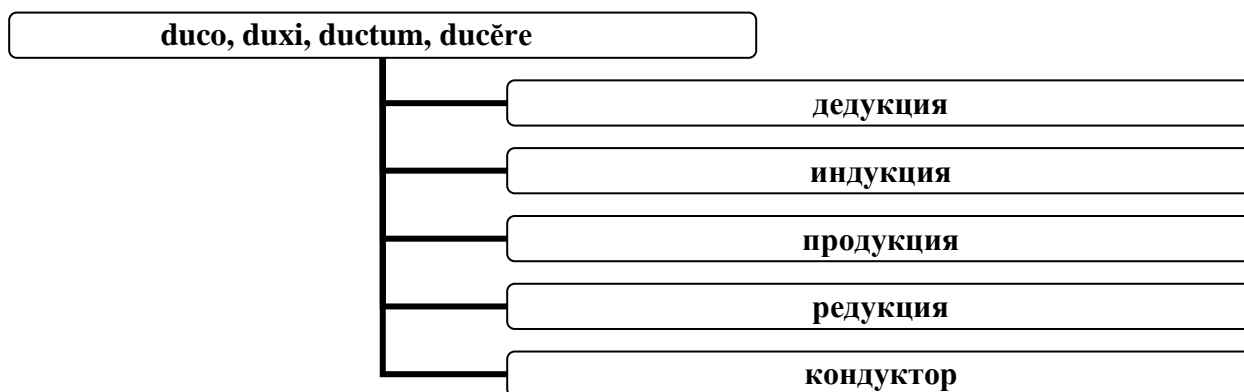 duco, duxi, ductum, ducĕre
дедукция
индукция
продукция
редукция
кондуктор